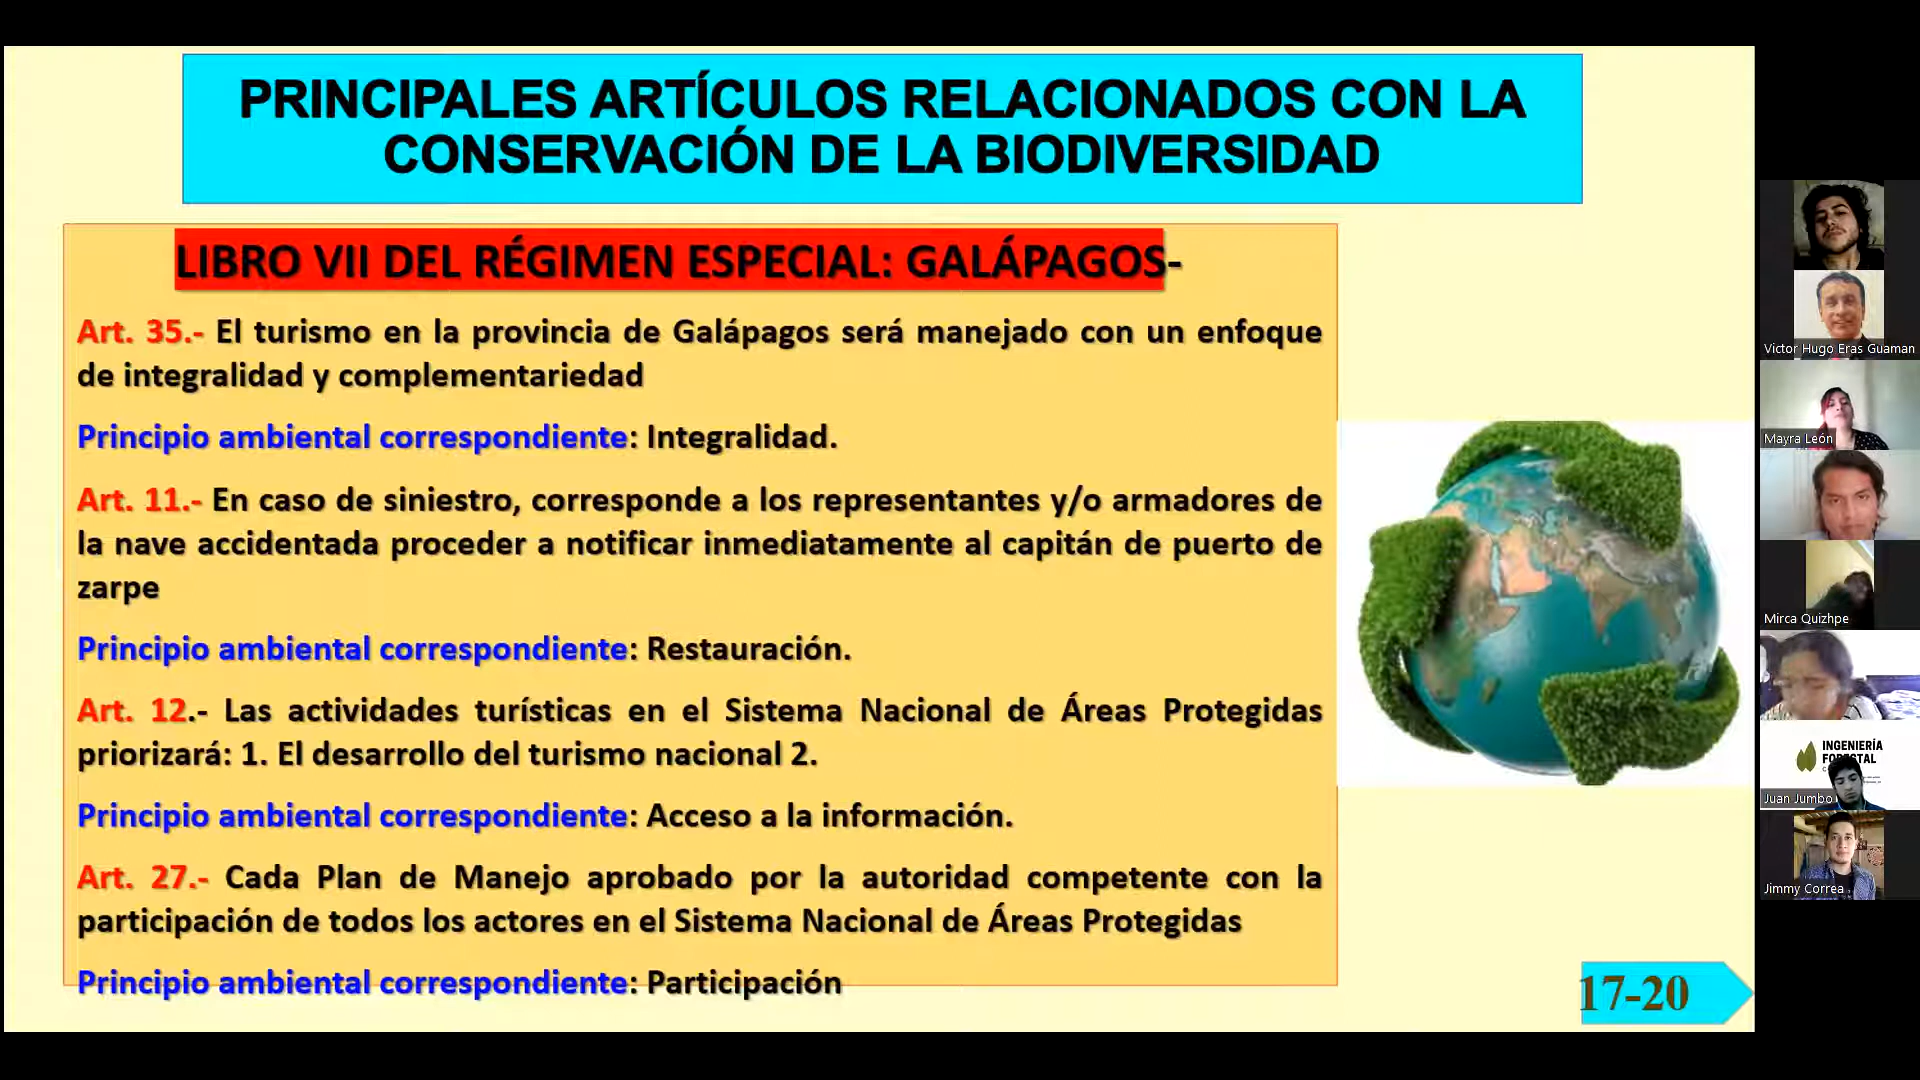 PRINCIPALES ARTÍCULOS RELACIONADOS CON LA
CONSERVACIÓN DE LA BIODIVERSIDAD
LIBRO VII DEL RÉGIMEN ESPECIAL: GALÁPAGOS-
Art. 35.- El turismo en la provincia de Galápagos será manejado con un enfoque
de integralidad y complementariedad
Principio ambiental correspondiente: Integralidad.
Art. 11.- En caso de siniestro, corresponde a los representantes y/o armadores de
la nave accidentada proceder a notificar inmediatamente al capitán de puerto de
zarpe
Principio ambiental correspondiente: Restauración.
Art. 12.- Las actividades turísticas en el Sistema Nacional de Áreas Protegidas
priorizará: 1. El desarrollo del turismo nacional 2.
Principio ambiental correspondiente: Acceso a la información.
Art. 27.- Cada Plan de Manejo aprobado por la autoridad competente con la
participación de todos los actores en el Sistema Nacional de Áreas Protegidas
Principio ambiental correspondiente: Participación
17-20
Victor Hugo Eras Guaman
Mayra León
Mirca Quizhpe
INGENIERÍA
Juan Jumbo
Jimmy Correa